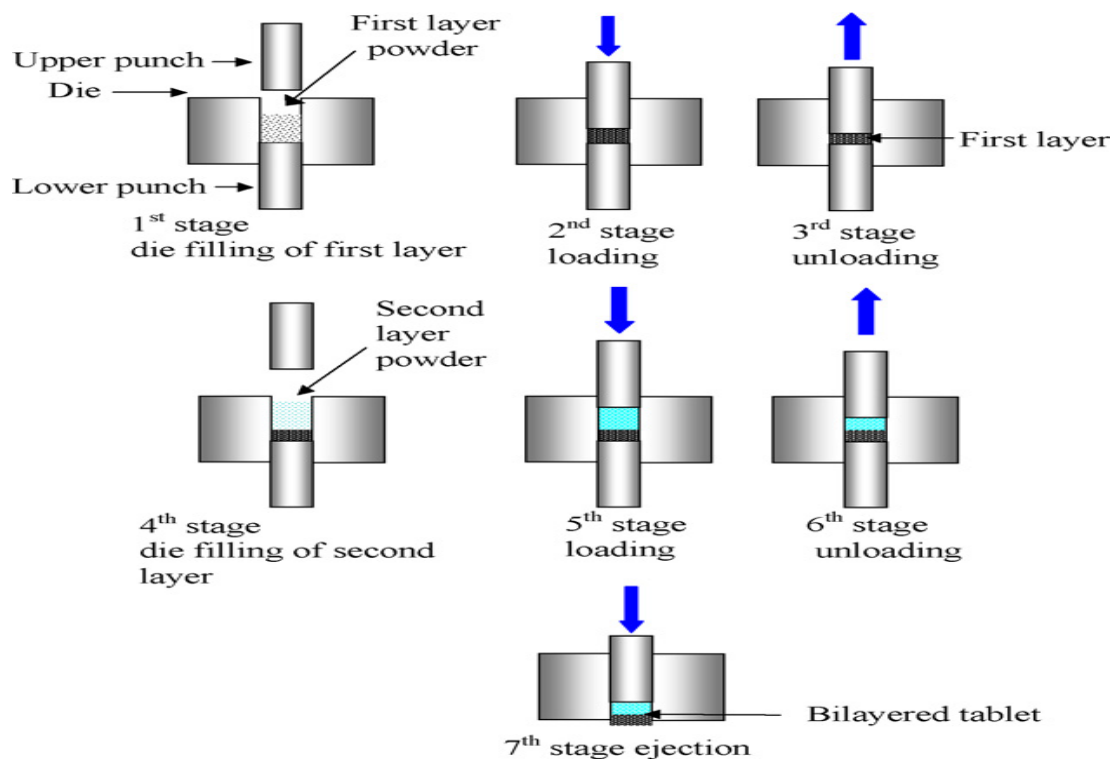 First layer
powder
Upper punch
Die
Lower punch
1st stage
die filling of first layer
2nd stage
loading
First layer
3rd stage
unloading
Second
layer
powder
4th stage
die filling of second
layer
5th stage
loading
6th stage
unloading
Bilayered tablet
7th stage ejection